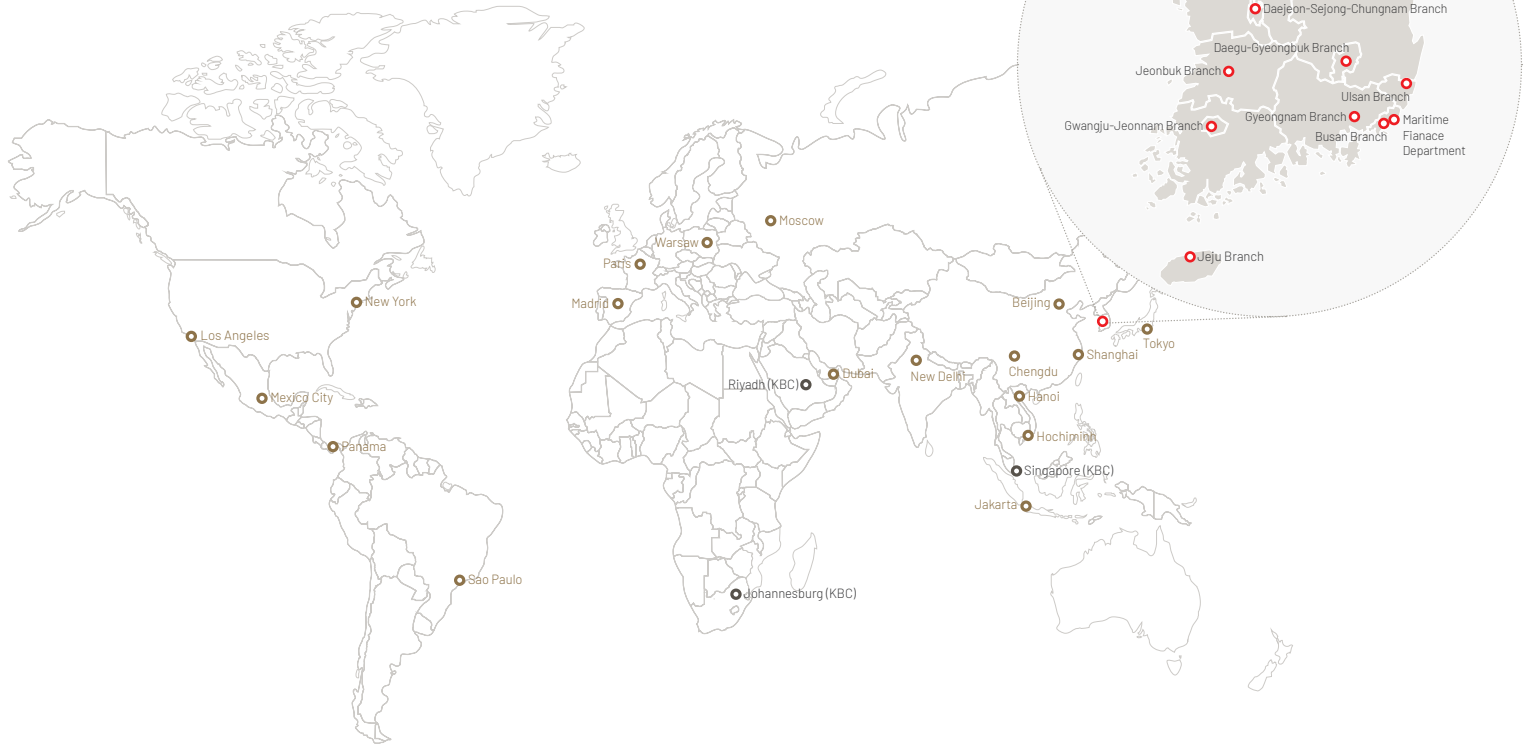 Daejeon-Sejong-Chungnam Branch
Daegu-Gyeongbuk Branch
Jeonbuk Branch
Ulsan Branch
Gyeongnam Branch
Maritime
Fianace
Department
Gwangju-Jeonnam Branch
Busan Branch
Jeju Branch
Moscow
Warsaw
Paris
Madrid
New York
Los Angeles
Mexico City
Panama
Sao Paulo
Beijing
Tokyo
Shanghai
Chengdu
New Delhi
Dubai
Riyadh (KBC)
Hanoi
Hochiminh
Singapore (KBC)
Jakarta
Johannesburg (KBC)